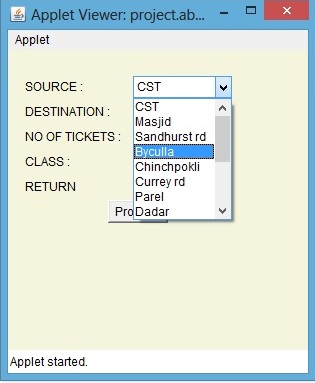 Applet Viewer: project.ab...
Applet
SOURCE :
CST
DESTINATION :
CST
Masjid
NO OF TICKETS :
Sandhurst rd
Byculla
CLASS :
Chinchpokli
Currey rd
RETURN
Parel
Dadar
Pro
Applet started.